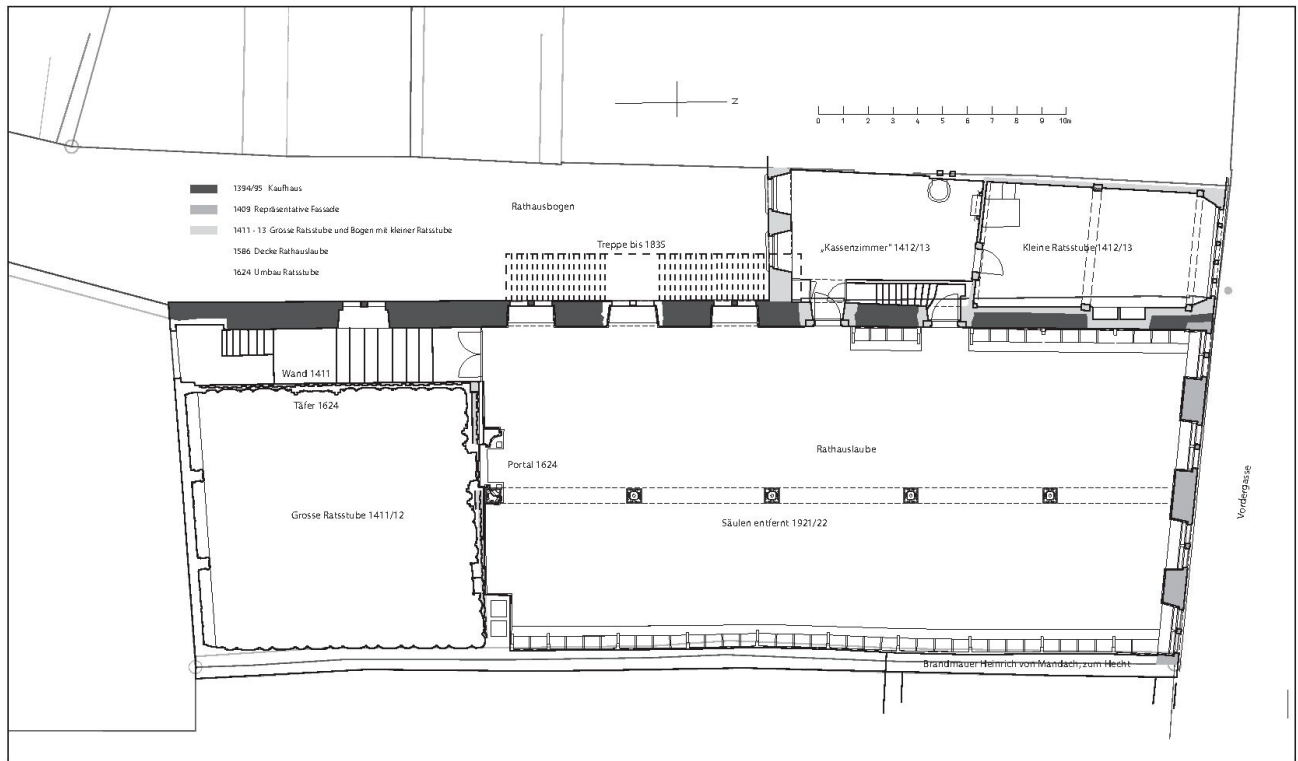 N
0 1 2 3 4 5 6 7 8 9 10m
1394/95 Kaufhaus
1409 Repräsentative Fassade
1411 - 13 Grosse Ratsstube und Bogen mit kleiner Ratsstube
1586 Decke Rathauslaube
1624 Umbau Ratsstube
Rathausbogen
Treppe bis 1835
„Kassenzimmer" 1412/13
Kleine Ratsstube 1412/13
Wand 1411
Täfer 1624
Portal 1624
Rathauslaube
Grosse Ratsstube 1411/12
Säulen entfernt 1921/22
Vordergasse
Brandmauer Heinrich von Mandach, zum Hecht